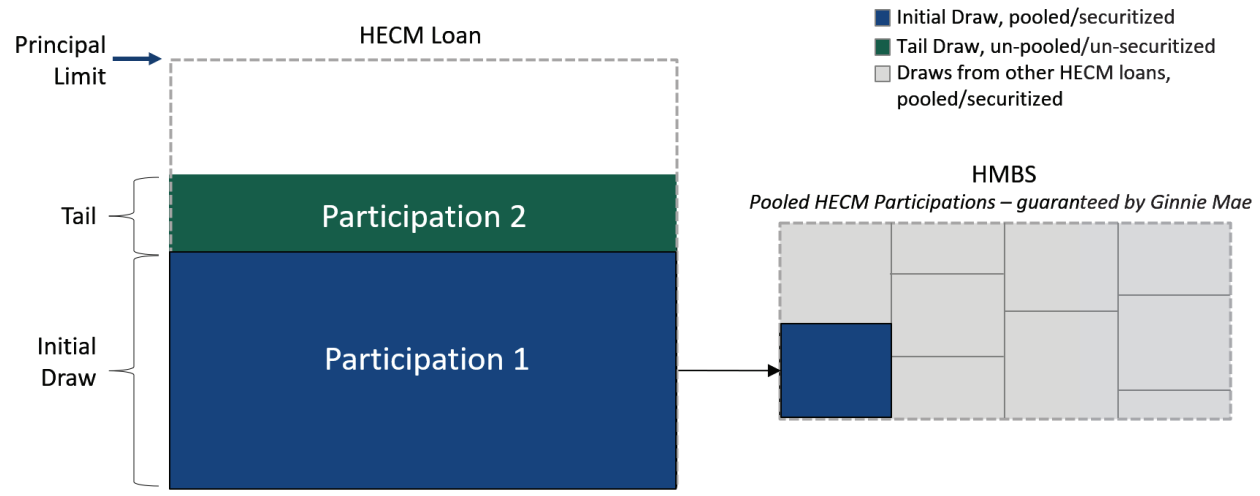 Principal
Limit
HECM Loan
Initial Draw, pooled/securitized
Tail Draw, un-pooled/un-securitized
Draws from other HECM loans,
pooled/securitized
Tail
Participation 2
Initial
Draw
Participation 1
HMBS
Pooled HECM Participations – guaranteed by Ginnie Mae